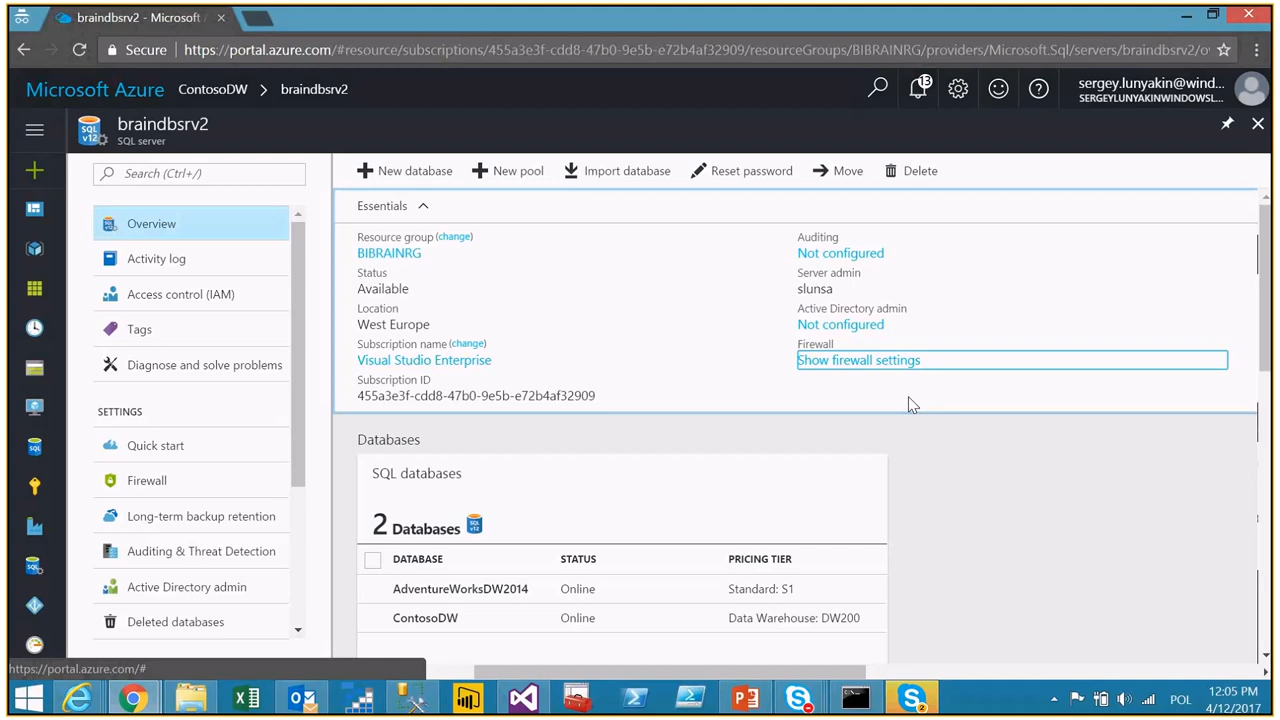 braindbsrv2 - Microsoft
Secure https://portal.azure.com/#resource/subscriptions/455a3e3f-cdd8-47b0-9e5b-e72b4af32909/resourceGroups/BIBRAINRG/providers/Microsoft.Sql/servers/braindbsrv2/ov
Microsoft Azure ContosoDW > braindbsrv2
13
sergey.lunyakin@wind...
SERGEYLUNYAKINWINDOWSL...
SQL v12
braindbsrv2
SQL server
Search (Ctrl+/)
Overview
Activity log
Access control (IAM)
Tags
Diagnose and solve problems
SETTINGS
Quick start
Firewall
Long-term backup retention
Auditing & Threat Detection
Active Directory admin
Deleted databases
New database New pool Import database Reset password Move Delete
Essentials
Resource group (change)
BIBRAINRG
Status
Available
Location
West Europe
Subscription name (change)
Visual Studio Enterprise
Subscription ID
455a3e3f-cdd8-47b0-9e5b-e72b4af32909
Auditing
Not configured
Server admin
slunsa
Active Directory admin
Not configured
Firewall
Show firewall settings
Databases
SQL databases
2 Databases
DATABASE STATUS PRICING TIER
AdventureWorksDW2014 Online Standard: S1
ContosoDW Online Data Warehouse: DW200
https://portal.azure.com/#
POL
12:05 PM
4/12/2017